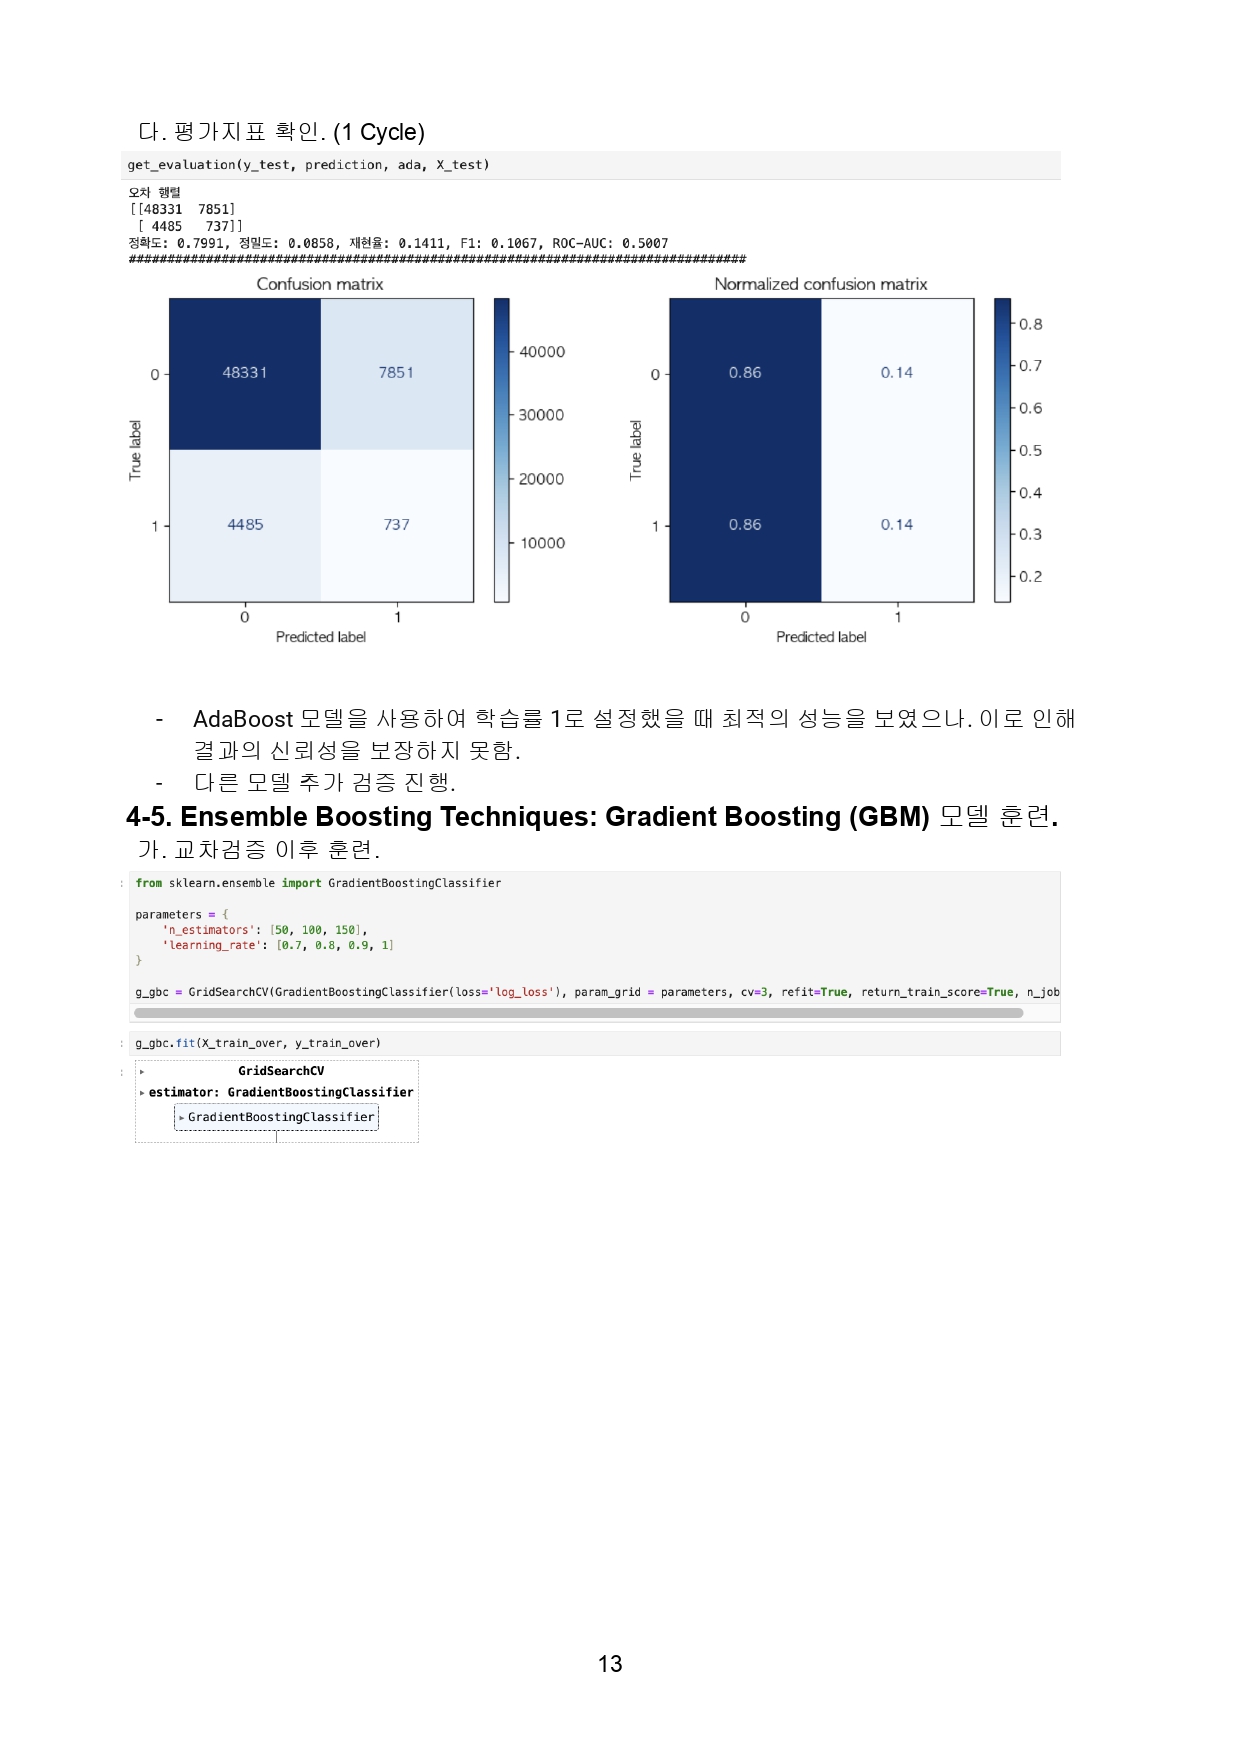 다. 평가지표 확인. (1 Cycle)
get_evaluation(y_test, prediction, ada, X_test)
오차 행렬
[[48331  7851]
 [ 4485   737]]
정확도: 0.7991, 정밀도: 0.0858, 재현율: 0.1411, F1: 0.1067, ROC-AUC: 0.5007
################################################################################
Confusion matrix
48331
7851
4485
737
0
1
True label
0
1
Predicted label
40000
30000
20000
10000
Normalized confusion matrix
0.86
0.14
0.86
0.14
0
1
True label
0
1
Predicted label
0.8
0.7
0.6
0.5
0.4
0.3
0.2
- AdaBoost 모델을 사용하여 학습률 1로 설정했을 때 최적의 성능을 보였으나. 이로 인해
결과의 신뢰성을 보장하지 못함.
- 다른 모델 추가 검증 진행.
4-5. Ensemble Boosting Techniques: Gradient Boosting (GBM) 모델 훈련.
가. 교차검증 이후 훈련.
from sklearn.ensemble import GradientBoostingClassifier
parameters = {
    'n_estimators': [50, 100, 150],
    'learning_rate': [0.7, 0.8, 0.9, 1]
}
g_gbc = GridSearchCV(GradientBoostingClassifier(loss='log_loss'), param_grid = parameters, cv=3, refit=True, return_train_score=True, n_job
g_gbc.fit(X_train_over, y_train_over)
GridSearchCV
estimator: GradientBoostingClassifier
GradientBoostingClassifier
13